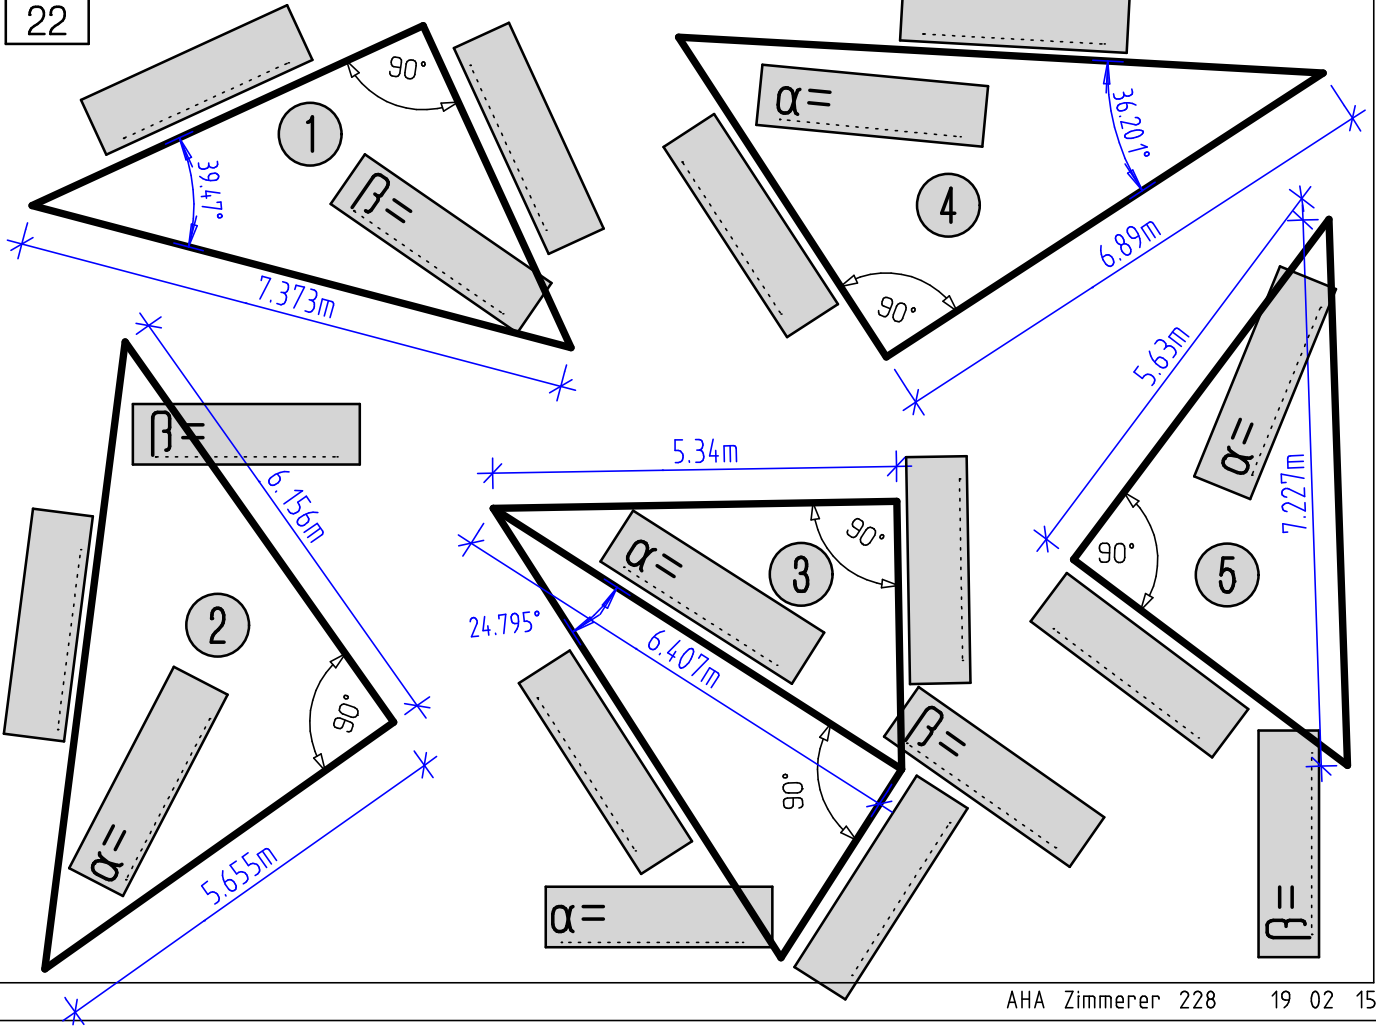 22
90°
1
39.47°
β=
7.373m
α=
36.201°
4
90°
6.89m
β=
6.156m
2
90°
α=
5.655m
5.34m
90°
α=
3
24.795°
6.407m
90°
β=
α=
5.63m
α=
7.227m
90°
5
β=
AHA Zimmerer 228 19 02 15